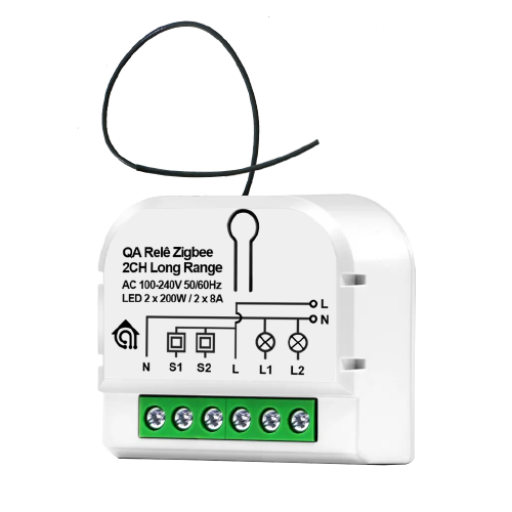 QA Relê Zigbee
2CH Long Range
AC 100-240V 50/60Hz
LED 2 x 200W / 2 x 8A
L
N
N S1 S2 L L1 L2